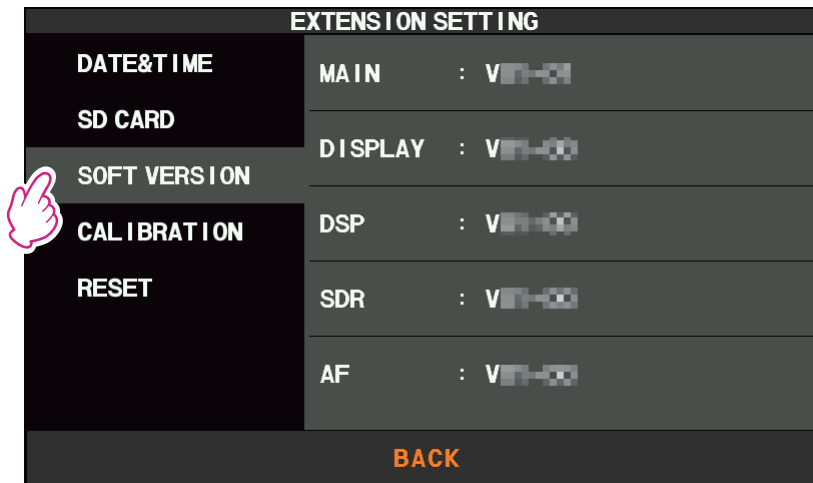 EXTENSION SETTING
DATE&TIME
SD CARD
SOFT VERSION
CALIBRATION
RESET
MAIN : V
DISPLAY : V
DSP : V
SDR : V
AF : V
BACK